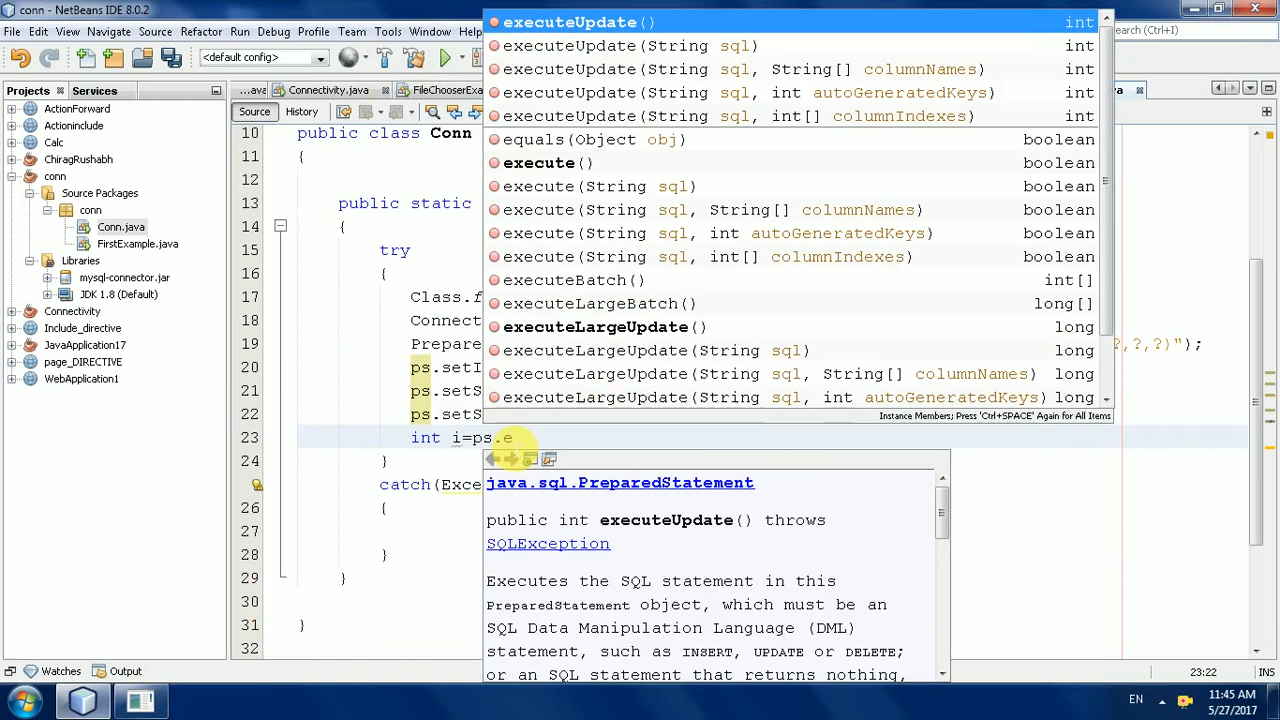 conn - NetBeans IDE 8.0.2
File Edit View Navigate Source Refactor Run Debug Profile Team Tools
Search (Ctrl+I)
<default config>
Projects Services
ActionForward
Actioninclude
Calc
ChiragRushabh
conn
Source Packages
conn
Conn.java
FirstExample.java
Libraries
mysql-connector.jar
JDK 1.8 (Default)
Connectivity
Include_directive
JavaApplication17
page_DIRECTIVE
WebApplication1
...ava Connectivity.java FileChooserExa
Source History
10 public class Conn
11 {
12
13 public static
14 {
15 try
16 {
17 Class.f
18 Connect
19 Prepare ?,?,?)");
20 ps.setI
21 ps.setS
22 ps.setS
23 int i=ps.e
24 }
25 catch(Exce
26 {
27
28 }
29 }
30
31 }
32
executeUpdate() int
executeUpdate(String sql) int
executeUpdate(String sql, String[] columnNames) int
executeUpdate(String sql, int autoGeneratedKeys) int
executeUpdate(String sql, int[] columnIndexes) int
equals(Object obj) boolean
execute() boolean
execute(String sql) boolean
execute(String sql, String[] columnNames) boolean
execute(String sql, int autoGeneratedKeys) boolean
execute(String sql, int[] columnIndexes) boolean
executeBatch() int[]
executeLargeBatch() long[]
executeLargeUpdate() long
executeLargeUpdate(String sql) long
executeLargeUpdate(String sql, String[] columnNames) long
executeLargeUpdate(String sql, int autoGeneratedKeys) long
Instance Members; Press 'Ctrl+SPACE' Again for All Items
java.sql.PreparedStatement
public int executeUpdate() throws
SQLException
Executes the SQL statement in this
PreparedStatement object, which must be an
SQL Data Manipulation Language (DML)
statement, such as INSERT, UPDATE or DELETE;
or an SQL statement that returns nothing,
Watches Output
23:22 INS
EN
11:45 AM
5/27/2017